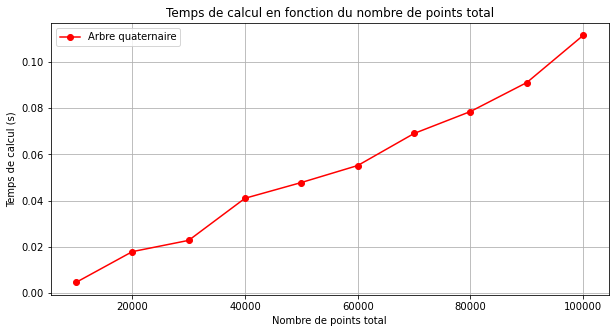 Temps de calcul en fonction du nombre de points total
Arbre quaternaire
Temps de calcul (s)
0.10
0.08
0.06
0.04
0.02
0.00
20000 40000 60000 80000 100000
Nombre de points total